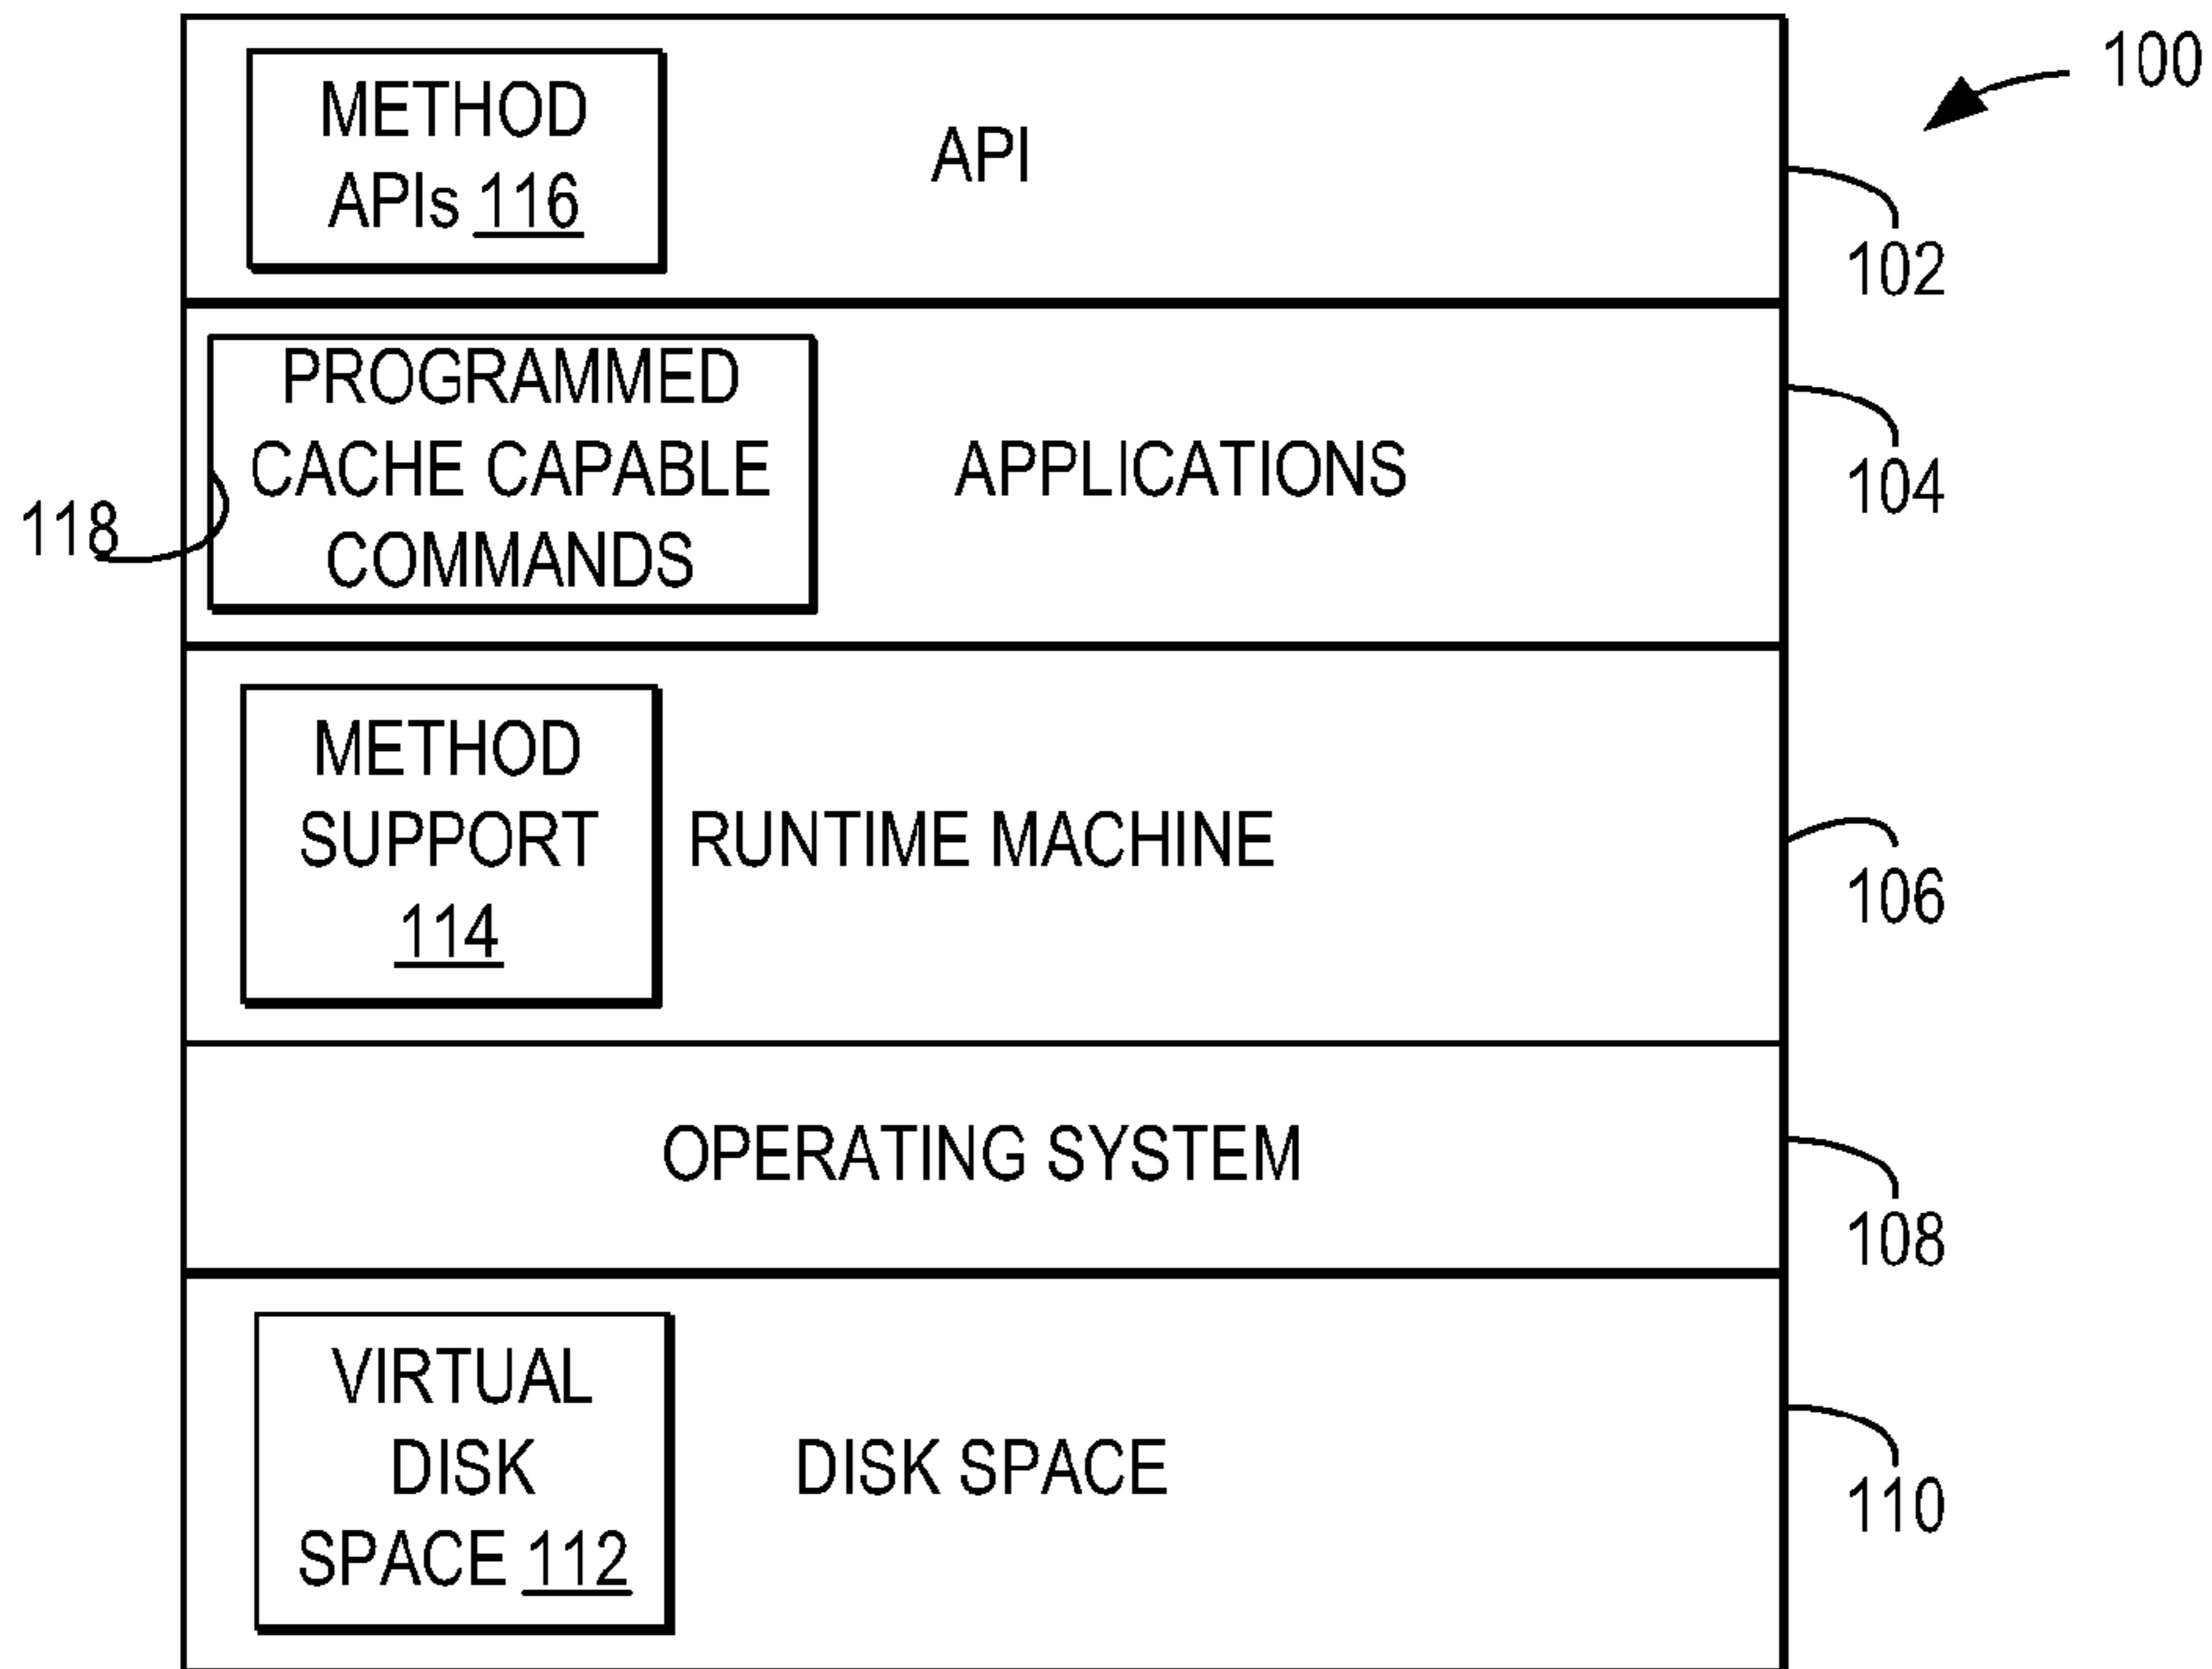 100
METHOD
APIs 116
API
102
PROGRAMMED
CACHE CAPABLE
COMMANDS
APPLICATIONS
104
118
METHOD
SUPPORT
114
RUNTIME MACHINE
106
OPERATING SYSTEM
108
VIRTUAL
DISK
SPACE 112
DISK SPACE
110